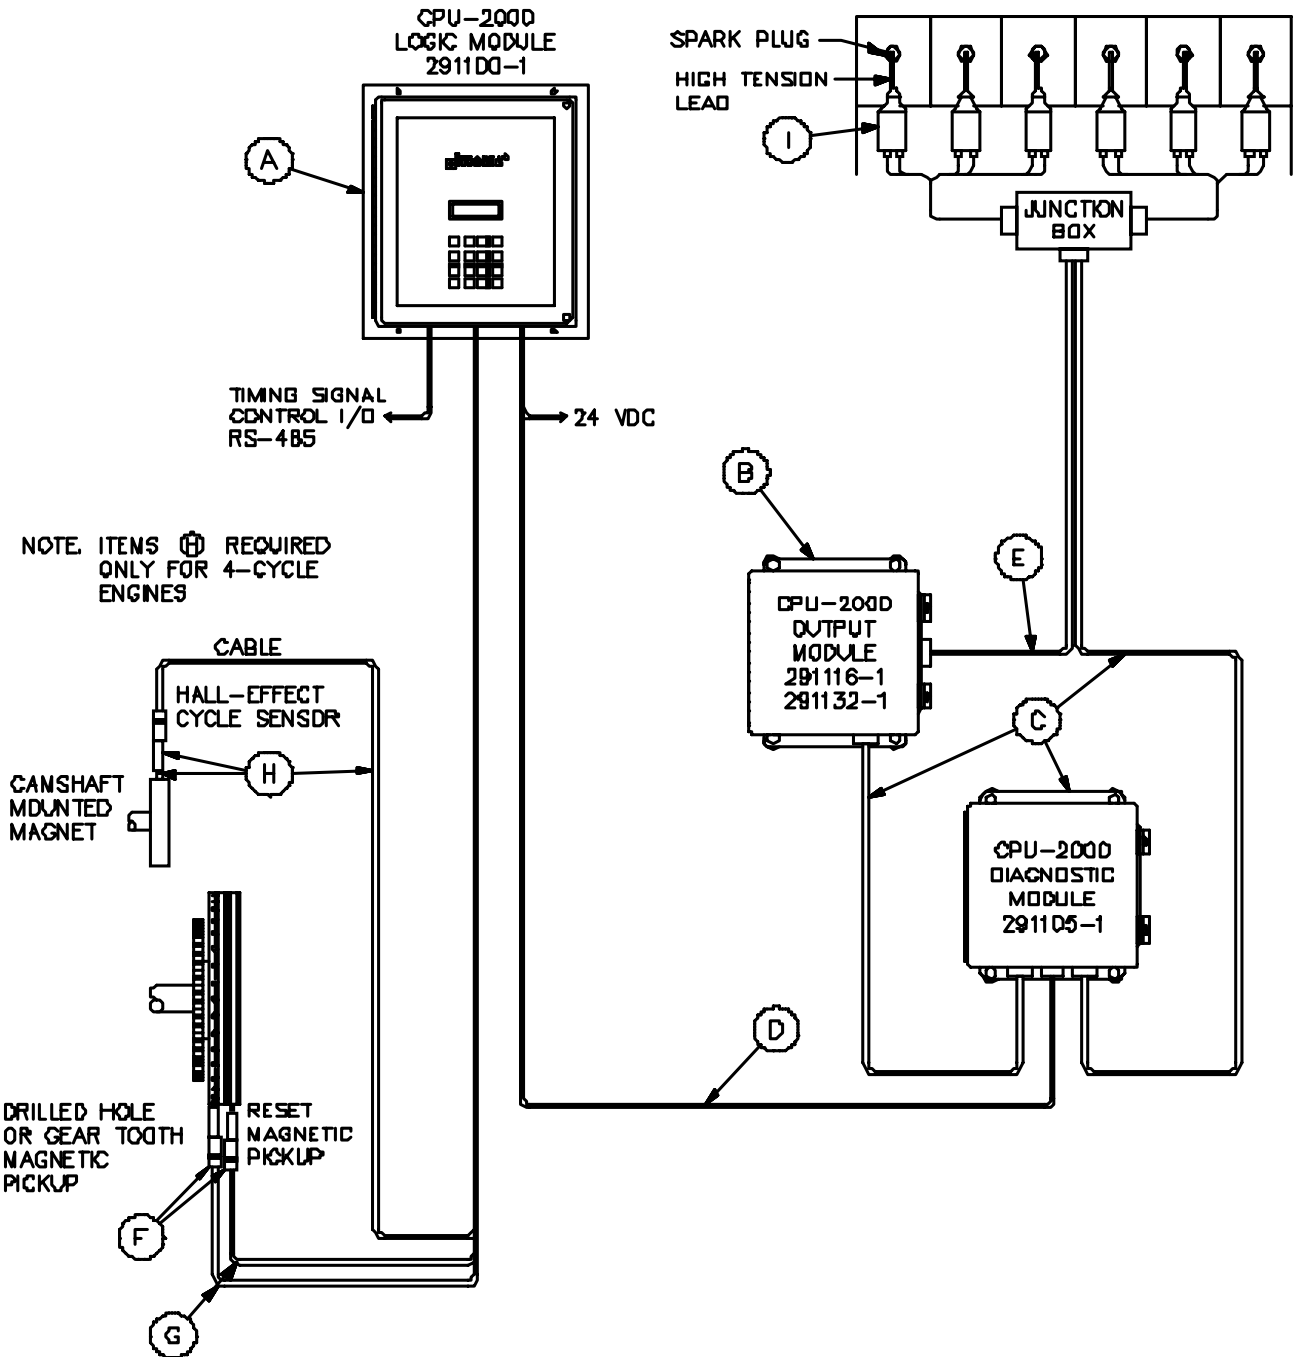 CPU-2000
LOGIC MODULE
291100-1
SPARK PLUG
HIGH TENSION
LEAD
A
I
JUNCTION
BOX
TIMING SIGNAL
CONTROL I/O
RS-485
24 VDC
B
NOTE. ITEMS H REQUIRED
ONLY FOR 4-CYCLE
ENGINES
E
CPU-2000
OUTPUT
MODULE
291116-1
291132-1
CABLE
HALL-EFFECT
CYCLE SENSOR
C
H
CAMSHAFT
MOUNTED
MAGNET
CPU-2000
DIAGNOSTIC
MODULE
291105-1
D
DRILLED HOLE
OR GEAR TOOTH
MAGNETIC
PICKUP
RESET
MAGNETIC
PICKUP
F
G